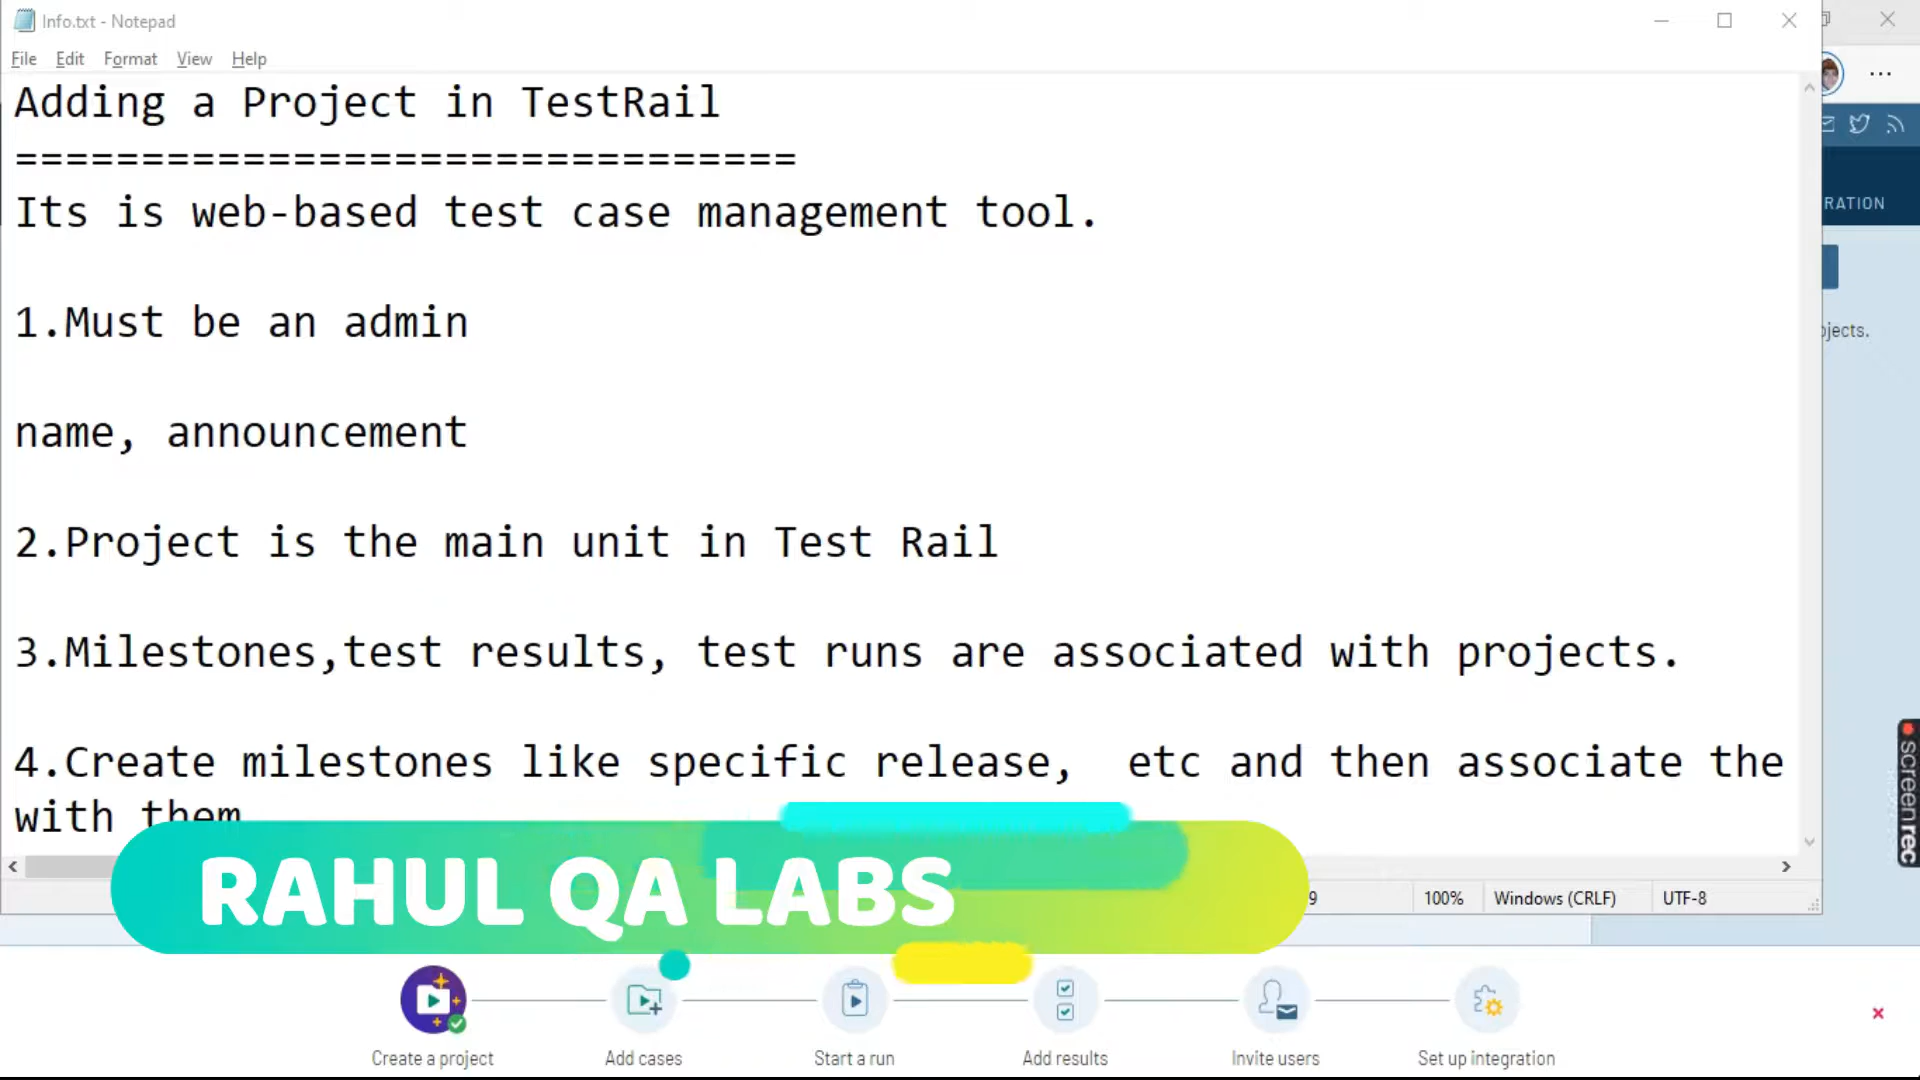 Info.txt - Notepad
File Edit Format View Help
Adding a Project in TestRail
===============================
Its is web-based test case management tool.
1.Must be an admin
name, announcement
2.Project is the main unit in Test Rail
3.Milestones,test results, test runs are associated with projects.
4.Create milestones like specific release,  etc and then associate the
with them
RATION
ojects.
RAHUL QA LABS
9 100% Windows (CRLF) UTF-8
screenrec
Create a project Add cases Start a run Add results Invite users Set up integration